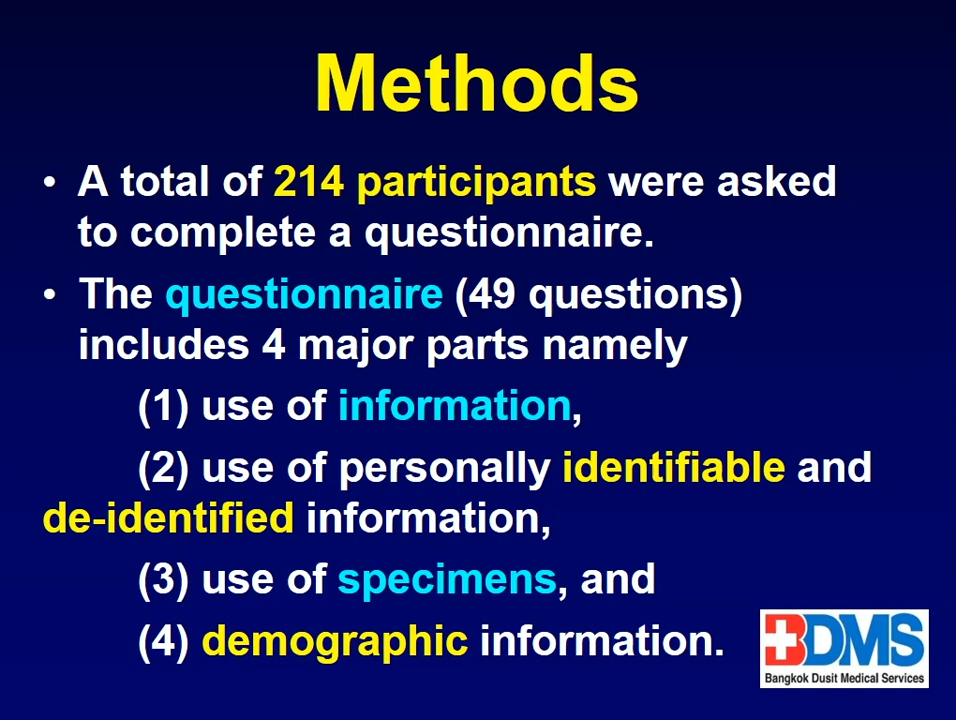 Methods
• A total of 214 participants were asked
to complete a questionnaire.
• The questionnaire (49 questions)
includes 4 major parts namely
(1) use of information,
(2) use of personally identifiable and
de-identified information,
(3) use of specimens, and
(4) demographic information.
BDMS
Bangkok Dusit Medical Services